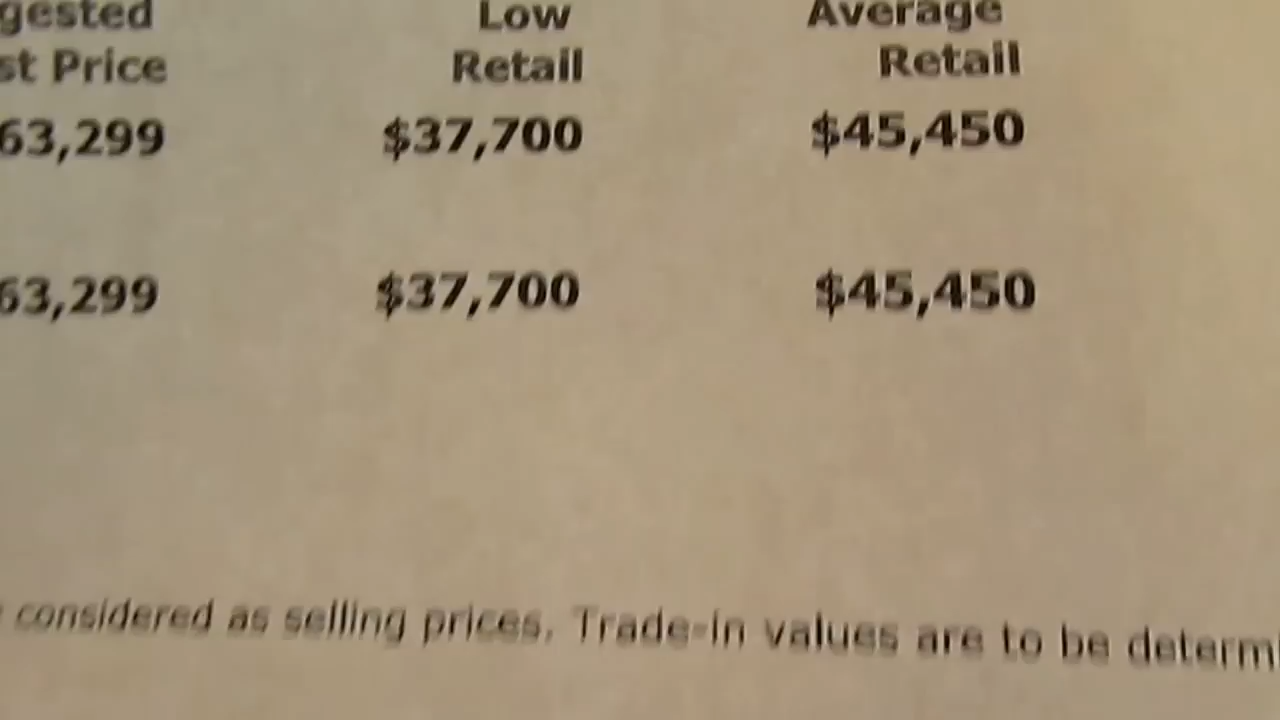 gested Low Average
st Price Retail Retail
63,299 $37,700 $45,450
63,299 $37,700 $45,450
considered as selling prices. Trade-in values are to be determ